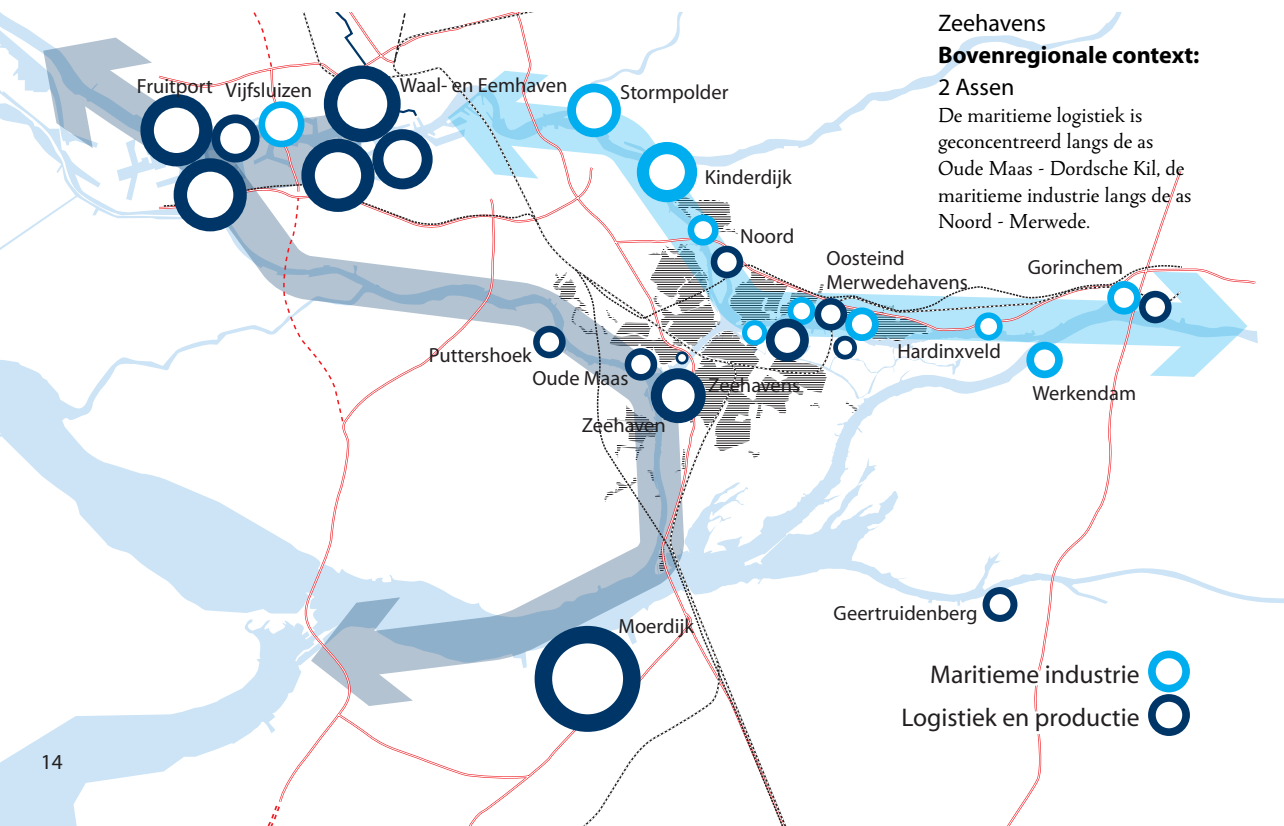 Zeehavens
Bovenregionale context:
2 Assen
De maritieme logistiek is
geconcentreerd langs de as
Oude Maas - Dordsche Kil, de
maritieme industrie langs de as
Noord - Merwede.
Fruitport
Vijfsluizen
Waal- en Eemhaven
Stormpolder
Kinderdijk
Noord
Oosteind
Merwedehavens
Gorinchem
Puttershoek
Oude Maas
Zeehavens
Zeehaven
Hardinxveld
Werkendam
Geertruidenberg
Moerdijk
Maritieme industrie
Logistiek en productie
14